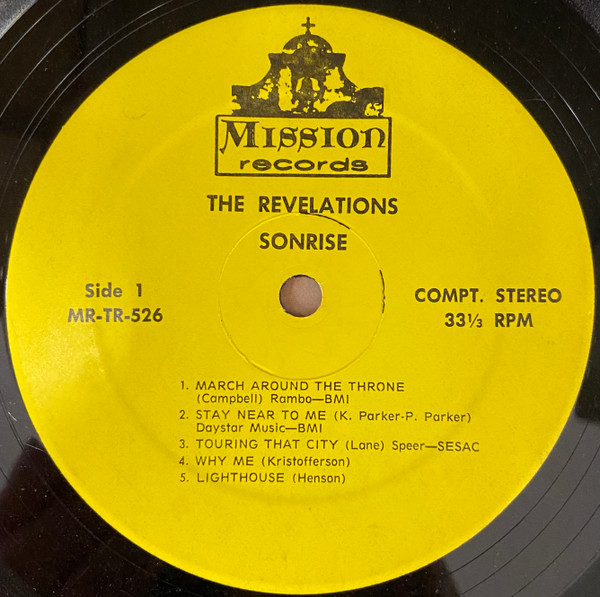 Mission
records
THE REVELATIONS
SONRISE
Side 1
MR-TR-526
COMPT. STEREO
33⅓ RPM
1. MARCH AROUND THE THRONE
(Campbell) Rambo—BMI
2. STAY NEAR TO ME (K. Parker-P. Parker)
Daystar Music—BMI
3. TOURING THAT CITY (Lane) Speer—SESAC
4. WHY ME (Kristofferson)
5. LIGHTHOUSE (Henson)